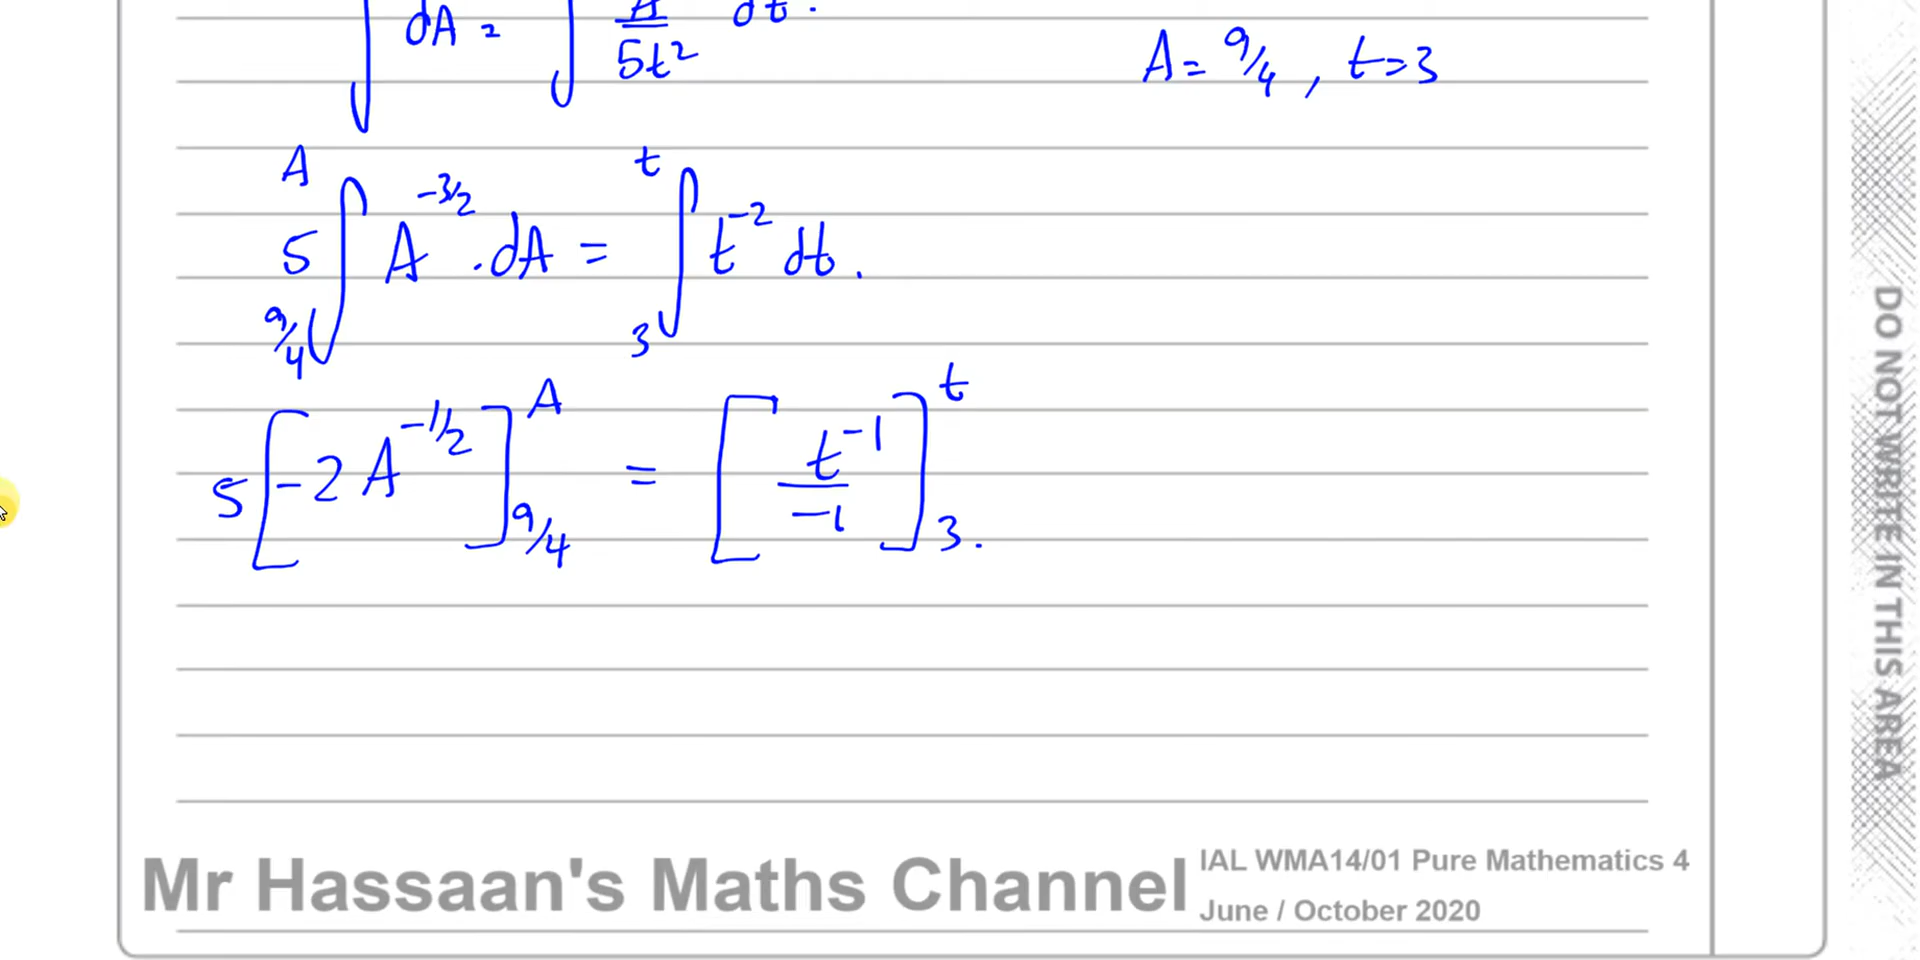 ∫ dA = ∫ /5t² dt.
A = 9/4 , t = 3
5 ∫_{9/4}^{A} A^{-3/2} . dA = ∫_{3}^{t} t^{-2} dt .
5 [ -2 A^{-1/2} ]_{9/4}^{A} = [ t^{-1} / -1 ]_{3}^{t} .
DO NOT WRITE IN THIS AREA
Mr Hassaan's Maths Channel
IAL WMA14/01 Pure Mathematics 4
June / October 2020